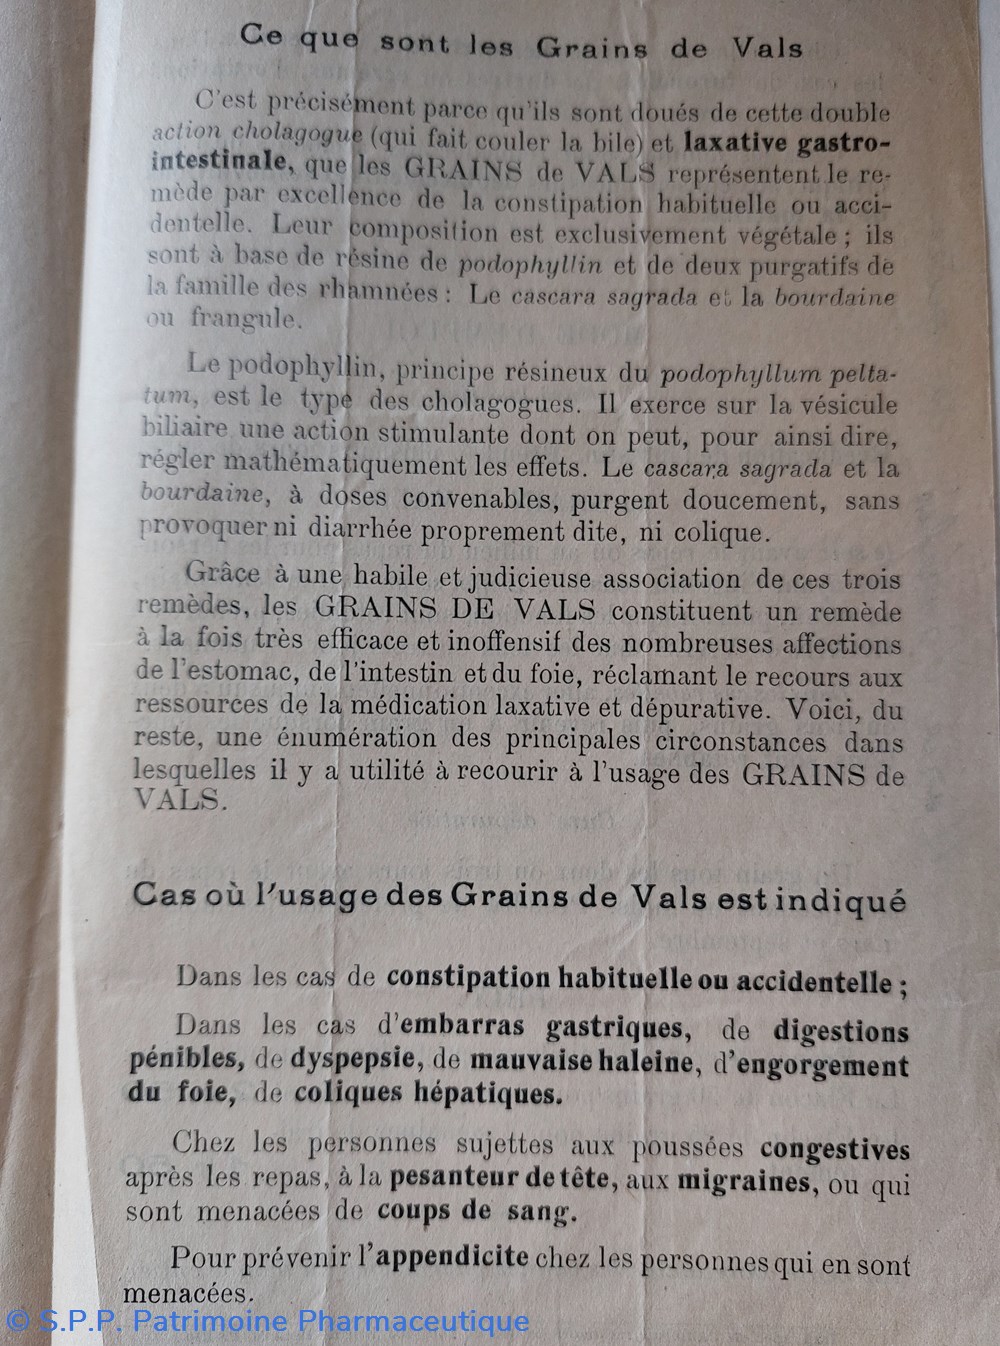 Ce que sont les Grains de Vals
C'est précisément parce qu'ils sont doués de cette double
action cholagogue (qui fait couler la bile) et laxative gastro-
intestinale, que les GRAINS de VALS représentent le re-
mède par excellence de la constipation habituelle ou acci-
dentelle. Leur composition est exclusivement végétale ; ils
sont à base de résine de podophyllin et de deux purgatifs de
la famille des rhamnées : Le cascara sagrada et la bourdaine
ou frangule.
Le podophyllin, principe résineux du podophyllum pelta-
tum, est le type des cholagogues. Il exerce sur la vésicule
biliaire une action stimulante dont on peut, pour ainsi dire,
régler mathématiquement les effets. Le cascara sagrada et la
bourdaine, à doses convenables, purgent doucement, sans
provoquer ni diarrhée proprement dite, ni colique.
Grâce à une habile et judicieuse association de ces trois
remèdes, les GRAINS DE VALS constituent un remède
à la fois très efficace et inoffensif des nombreuses affections
de l'estomac, de l'intestin et du foie, réclamant le recours aux
ressources de la médication laxative et dépurative. Voici, du
reste, une énumération des principales circonstances dans
lesquelles il y a utilité à recourir à l'usage des GRAINS de
VALS.
Cas où l'usage des Grains de Vals est indiqué
Dans les cas de constipation habituelle ou accidentelle ;
Dans les cas d'embarras gastriques, de digestions
pénibles, de dyspepsie, de mauvaise haleine, d'engorgement
du foie, de coliques hépatiques.
Chez les personnes sujettes aux poussées congestives
après les repas, à la pesanteur de tête, aux migraines, ou qui
sont menacées de coups de sang.
Pour prévenir l'appendicite chez les personnes qui en sont
menacées.
© S.P.P. Patrimoine Pharmaceutique